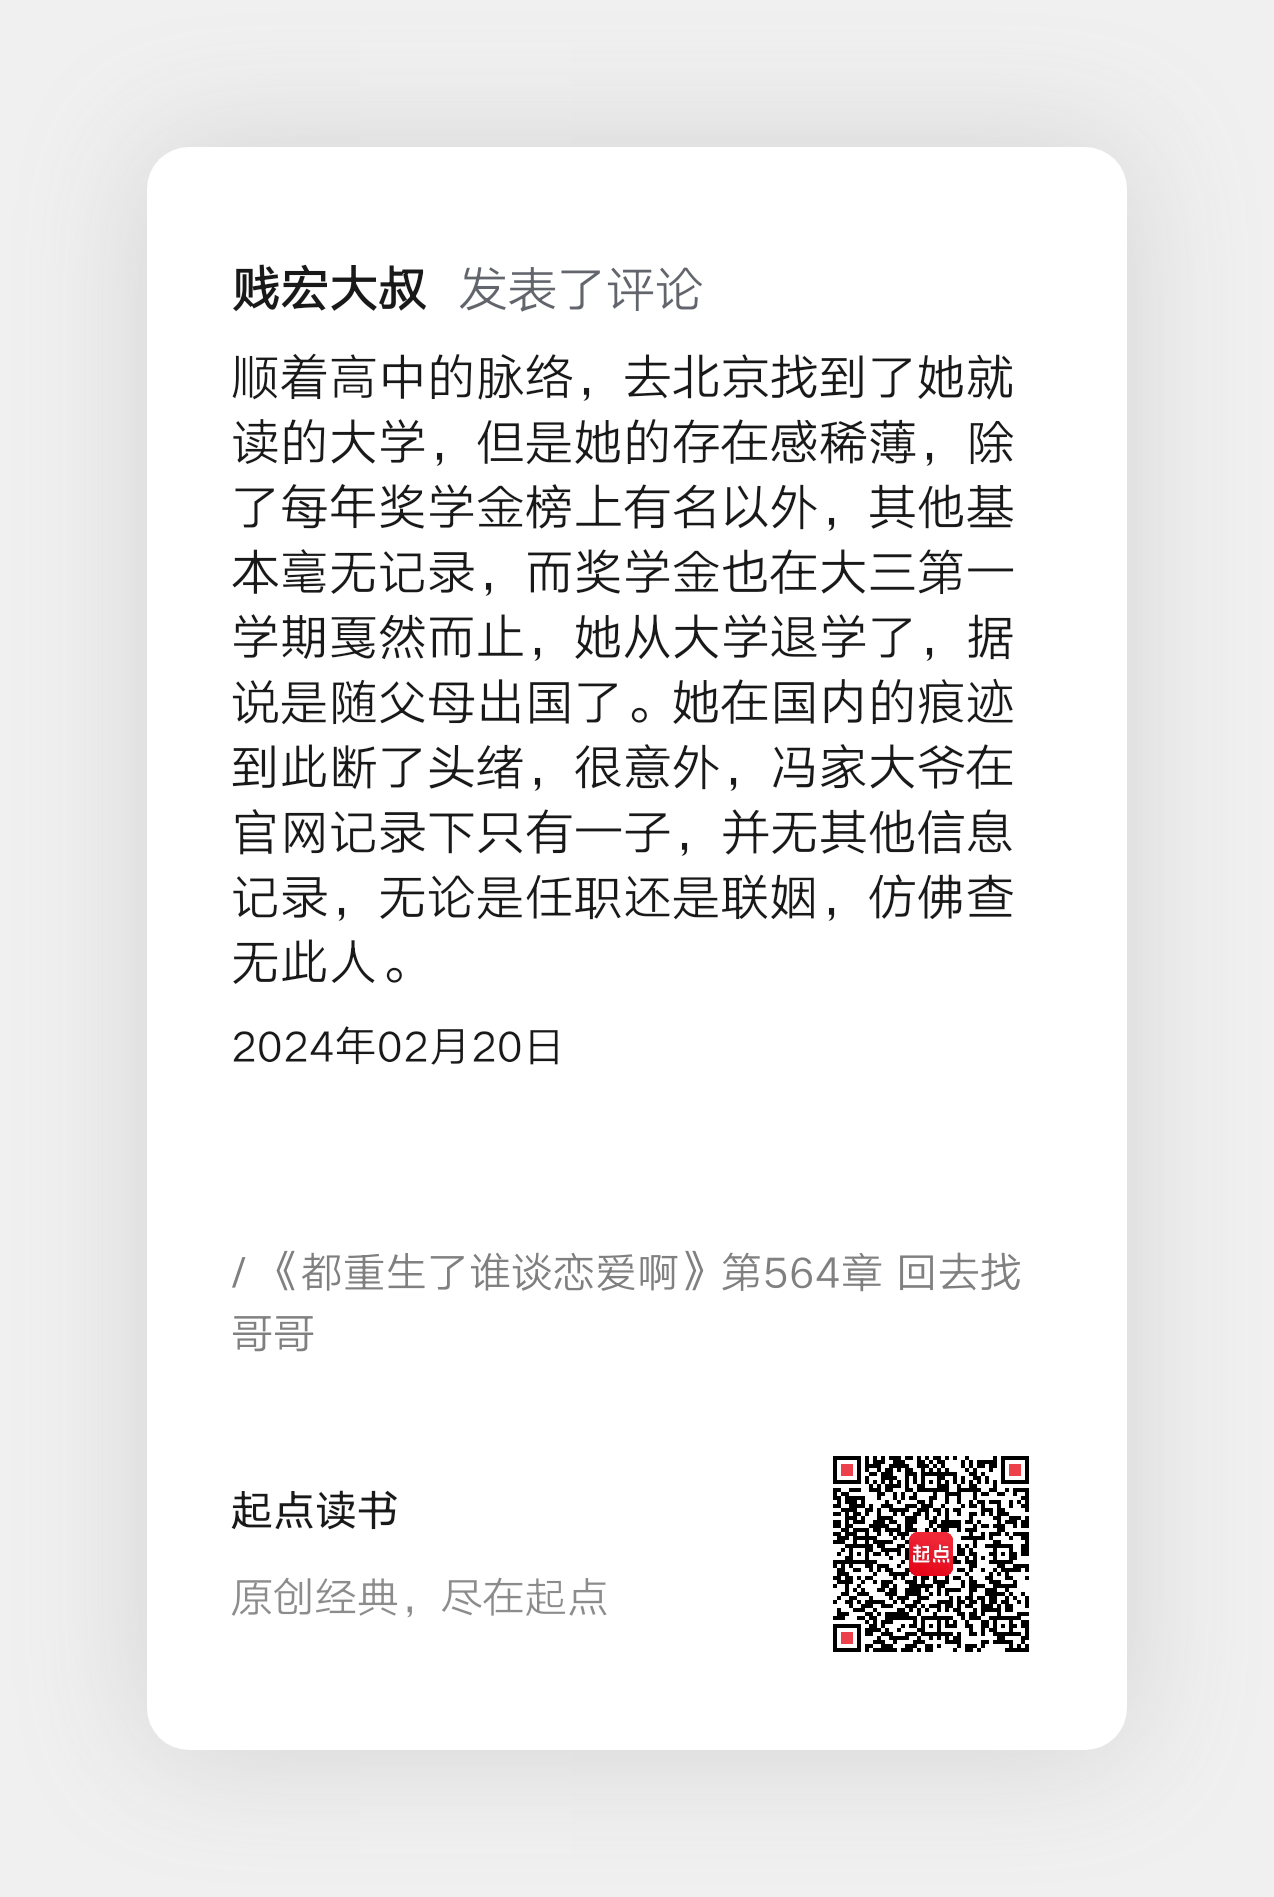 贱宏大叔 发表了评论
顺着高中的脉络，去北京找到了她就
读的大学，但是她的存在感稀薄，除
了每年奖学金榜上有名以外，其他基
本毫无记录，而奖学金也在大三第一
学期戛然而止，她从大学退学了，据
说是随父母出国了。她在国内的痕迹
到此断了头绪，很意外，冯家大爷在
官网记录下只有一子，并无其他信息
记录，无论是任职还是联姻，仿佛查
无此人。
2024年02月20日
/ 《都重生了谁谈恋爱啊》第564章 回去找
哥哥
起点读书
原创经典，尽在起点
起点